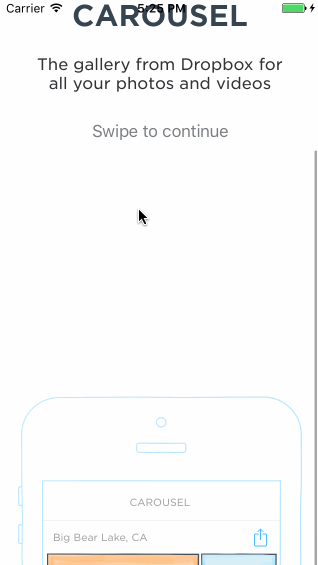 Carrier 5:25 PM
CAROUSEL
The gallery from Dropbox for
all your photos and videos
Swipe to continue
CAROUSEL
Big Bear Lake, CA